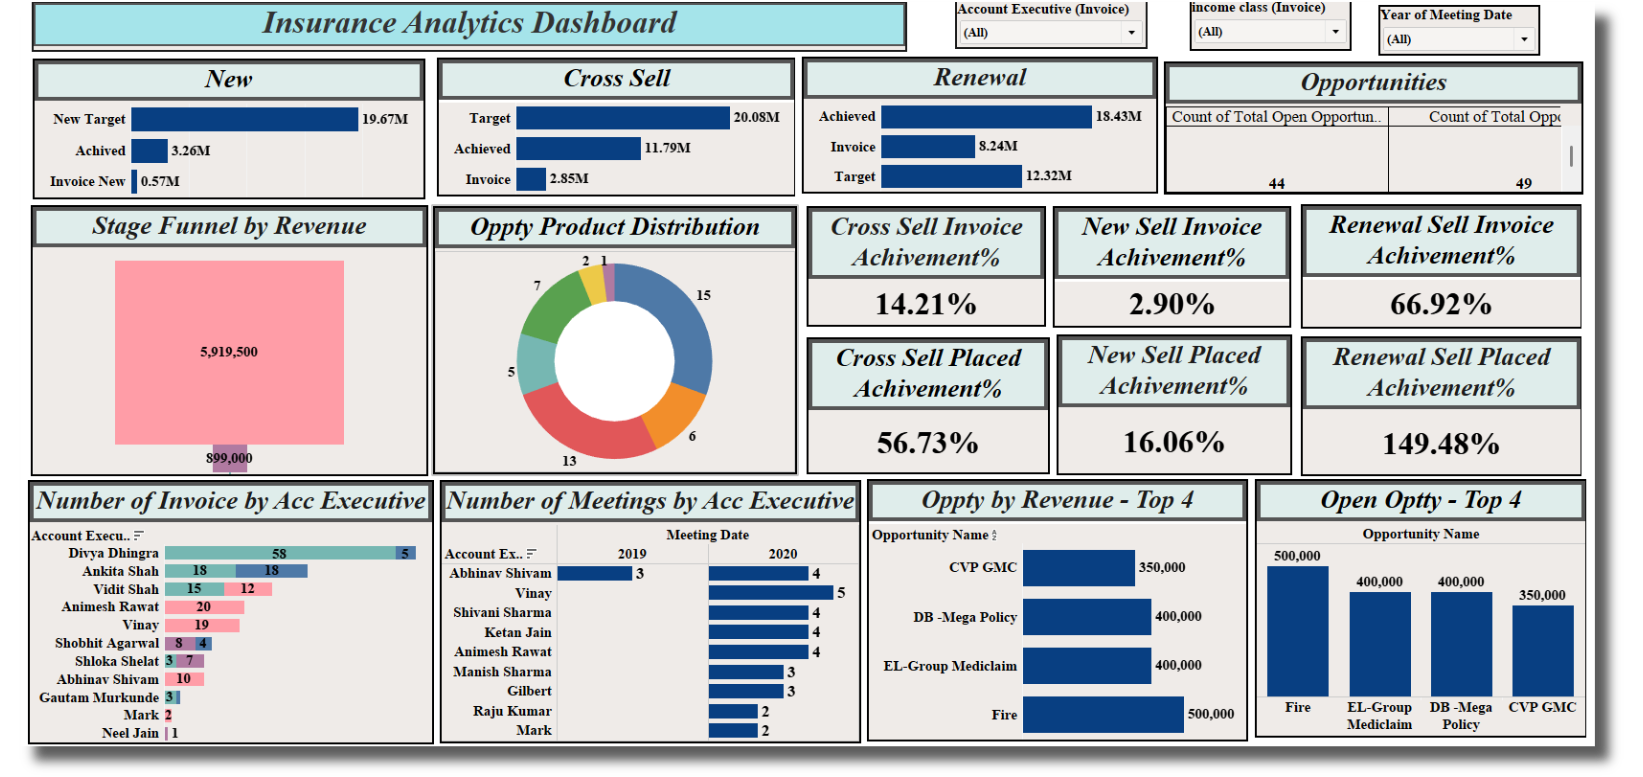 Insurance Analytics Dashboard
Account Executive (Invoice)
(All)
income class (Invoice)
(All)
Year of Meeting Date
(All)
New
New Target 19.67M
Achived 3.26M
Invoice New 0.57M
Cross Sell
Target 20.08M
Achieved 11.79M
Invoice 2.85M
Renewal
Achieved 18.43M
Invoice 8.24M
Target 12.32M
Opportunities
Count of Total Open Opportun.. Count of Total Oppo
44 49
Stage Funnel by Revenue
5,919,500
899,000
Oppty Product Distribution
2 1
7 15
5
6
13
Cross Sell Invoice
Achivement%
14.21%
New Sell Invoice
Achivement%
2.90%
Renewal Sell Invoice
Achivement%
66.92%
Cross Sell Placed
Achivement%
56.73%
New Sell Placed
Achivement%
16.06%
Renewal Sell Placed
Achivement%
149.48%
Number of Invoice by Acc Executive
Account Execu..
Divya Dhingra 58 5
Ankita Shah 18 18
Vidit Shah 15 12
Animesh Rawat 20
Vinay 19
Shobhit Agarwal 8 4
Shloka Shelat 3 7
Abhinav Shivam 10
Gautam Murkunde 3
Mark 2
Neel Jain 1
Number of Meetings by Acc Executive
Meeting Date
Account Ex.. 2019 2020
Abhinav Shivam 3 4
Vinay 5
Shivani Sharma 4
Ketan Jain 4
Animesh Rawat 4
Manish Sharma 3
Gilbert 3
Raju Kumar 2
Mark 2
Oppty by Revenue - Top 4
Opportunity Name
CVP GMC 350,000
DB -Mega Policy 400,000
EL-Group Mediclaim 400,000
Fire 500,000
Open Optty - Top 4
Opportunity Name
500,000
400,000 400,000
350,000
Fire EL-Group DB -Mega CVP GMC
Mediclaim Policy